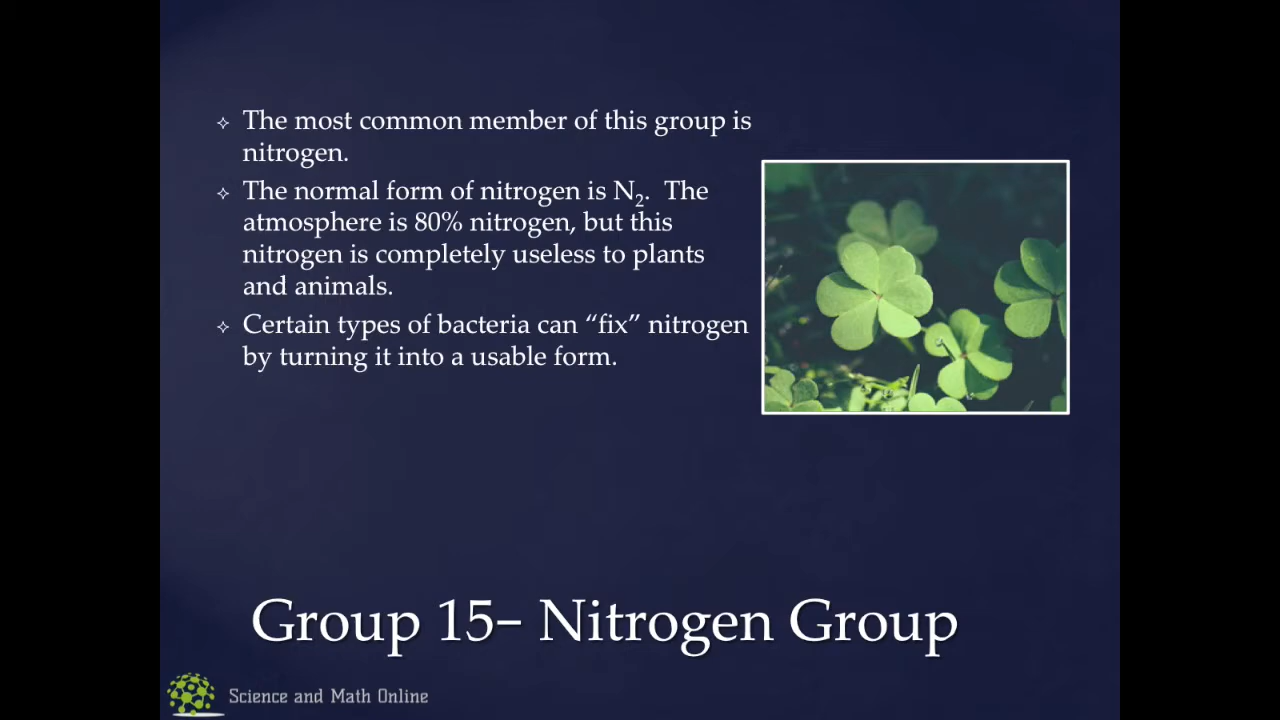 The most common member of this group is
nitrogen.
The normal form of nitrogen is N₂.  The
atmosphere is 80% nitrogen, but this
nitrogen is completely useless to plants
and animals.
Certain types of bacteria can “fix” nitrogen
by turning it into a usable form.
Group 15– Nitrogen Group
Science and Math Online